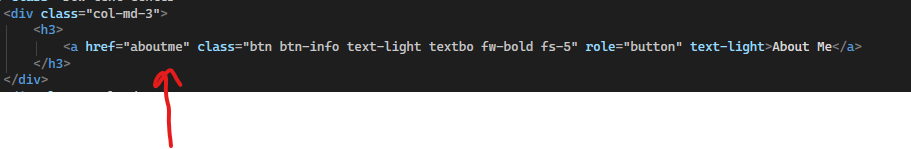 <div class="col-md-3">
<h3>
<a href="aboutme" class="btn btn-info text-light textbo fw-bold fs-5" role="button" text-light>About Me</a>
</h3>
</div>